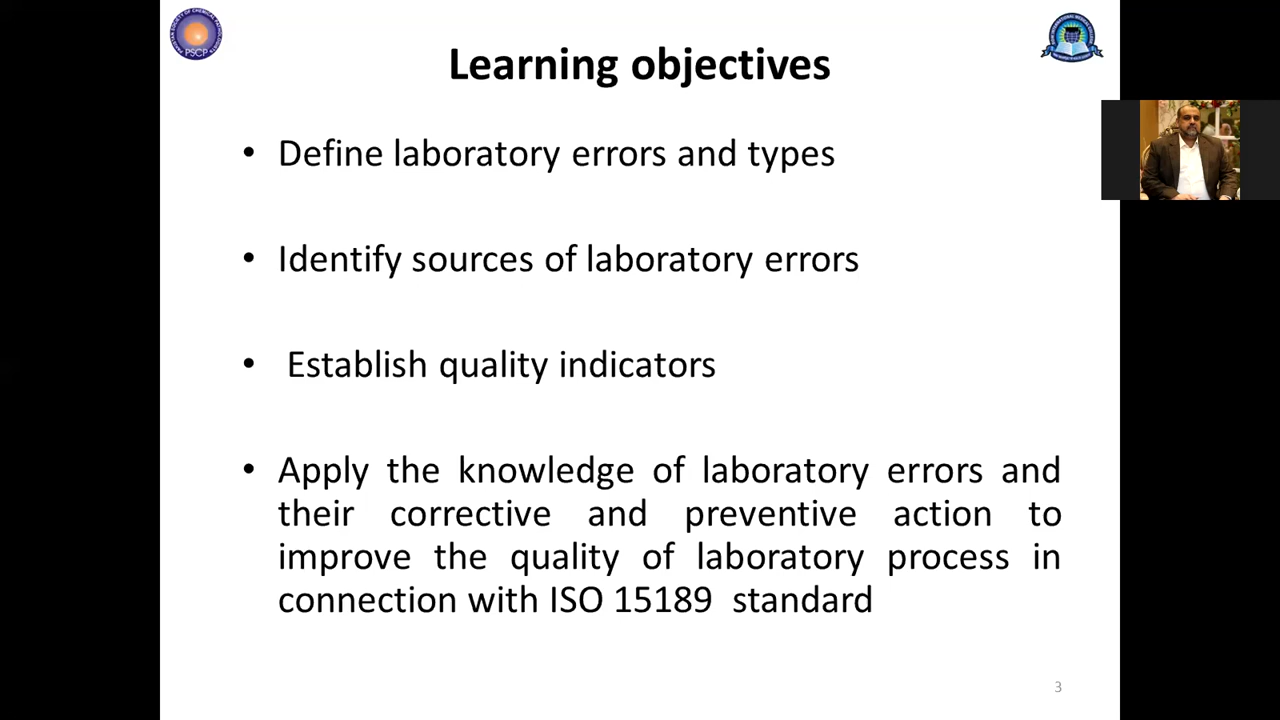 PSCP
Learning objectives
• Define laboratory errors and types
• Identify sources of laboratory errors
• Establish quality indicators
• Apply the knowledge of laboratory errors and
their corrective and preventive action to
improve the quality of laboratory process in
connection with ISO 15189 standard
3